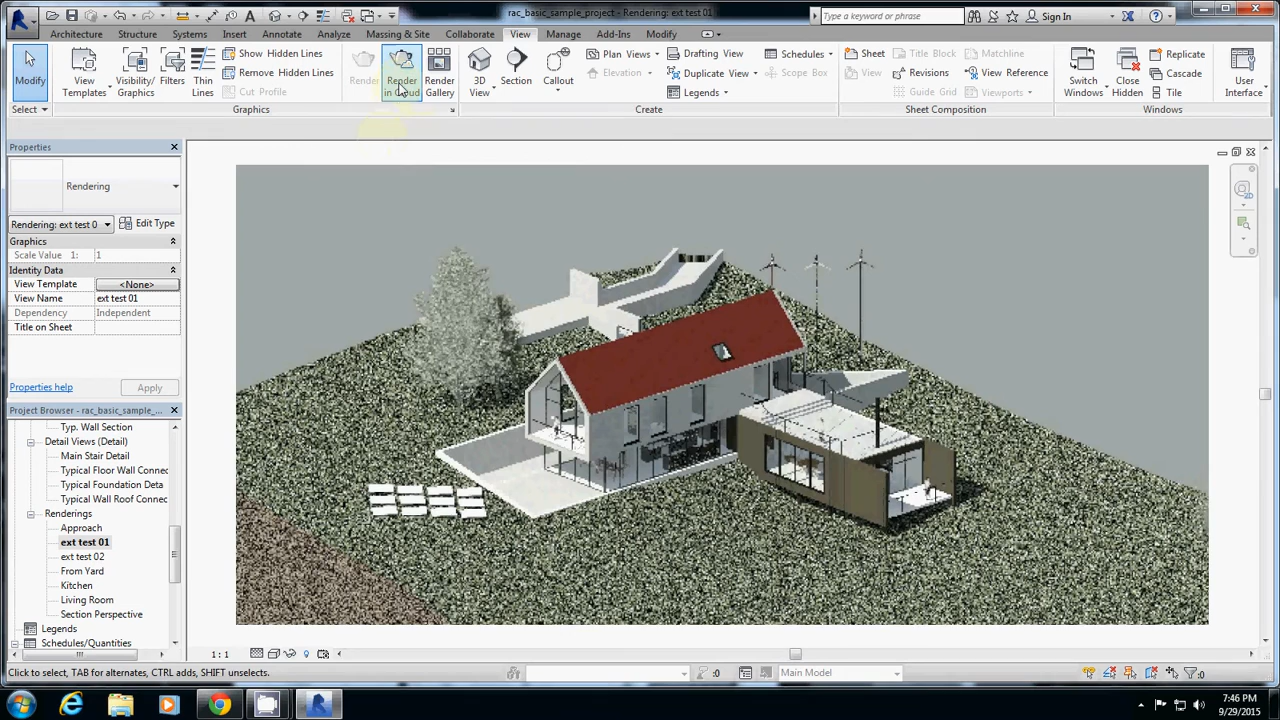 rac_basic_sample_project - Rendering: ext test 01
Type a keyword or phrase
Sign In
Architecture Structure Systems Insert Annotate Analyze Massing & Site Collaborate View Manage Add-Ins Modify
Modify
View Templates
Visibility/ Graphics
Filters
Thin Lines
Show Hidden Lines
Remove Hidden Lines
Cut Profile
Render
Render in Cloud
Render Gallery
3D View
Section
Callout
Plan Views
Elevation
Drafting View
Duplicate View
Legends
Schedules
Scope Box
Sheet
View
Title Block
Revisions
Guide Grid
Matchline
View Reference
Viewports
Switch Windows
Close Hidden
Replicate
Cascade
Tile
User Interface
Select
Graphics
Create
Sheet Composition
Windows
Properties
Rendering
Rendering: ext test 0
Edit Type
Graphics
Scale Value 1: 1
Identity Data
View Template <None>
View Name ext test 01
Dependency Independent
Title on Sheet
Properties help
Apply
Project Browser - rac_basic_sample_...
Typ. Wall Section
Detail Views (Detail)
Main Stair Detail
Typical Floor Wall Connec
Typical Foundation Deta
Typical Wall Roof Connec
Renderings
Approach
ext test 01
ext test 02
From Yard
Kitchen
Living Room
Section Perspective
Legends
Schedules/Quantities
2D
1 : 1
Click to select, TAB for alternates, CTRL adds, SHIFT unselects.
:0
Main Model
:0
7:46 PM
9/29/2015